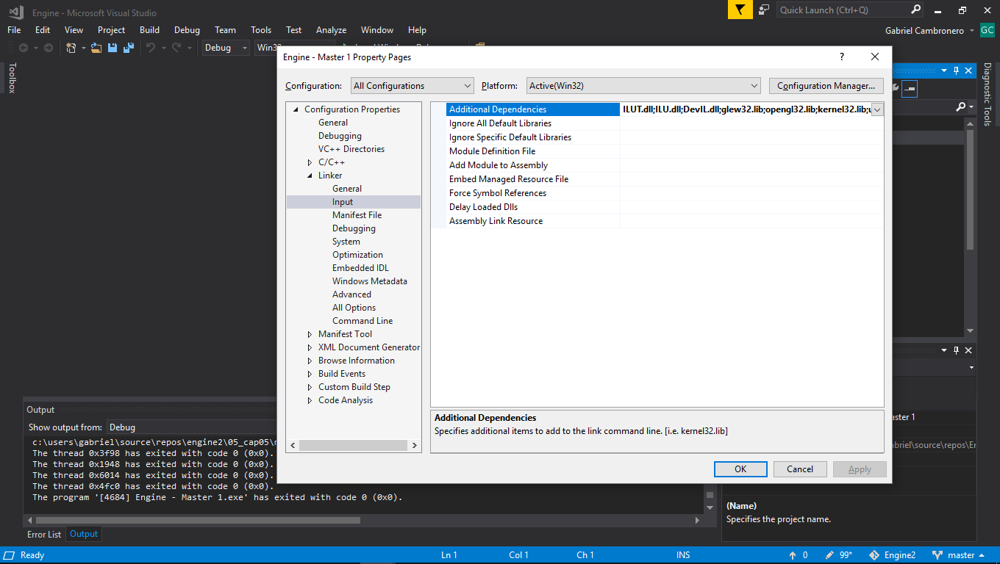 Engine - Microsoft Visual Studio
Quick Launch (Ctrl+Q)
File Edit View Project Build Debug Team Tools Test Analyze Window Help
Gabriel Cambronero GC
Debug Win32
Toolbox
Diagnostic Tools
Engine - Master 1 Property Pages
? 
Configuration: All Configurations Platform: Active(Win32) Configuration Manager...
Configuration Properties
General
Debugging
VC++ Directories
C/C++
Linker
General
Input
Manifest File
Debugging
System
Optimization
Embedded IDL
Windows Metadata
Advanced
All Options
Command Line
Manifest Tool
XML Document Generator
Browse Information
Build Events
Custom Build Step
Code Analysis
Additional Dependencies ILUT.dll;ILU.dll;DevIL.dll;glew32.lib;opengl32.lib;kernel32.lib;u
Ignore All Default Libraries
Ignore Specific Default Libraries
Module Definition File
Add Module to Assembly
Embed Managed Resource File
Force Symbol References
Delay Loaded Dlls
Assembly Link Resource
Additional Dependencies
Specifies additional items to add to the link command line. [i.e. kernel32.lib]
OK Cancel Apply
Output
Show output from: Debug
c:\users\gabriel\source\repos\engine2\05_cap05\
The thread 0x3f98 has exited with code 0 (0x0).
The thread 0x1948 has exited with code 0 (0x0).
The thread 0x6014 has exited with code 0 (0x0).
The thread 0x4fc0 has exited with code 0 (0x0).
The program '[4684] Engine - Master 1.exe' has exited with code 0 (0x0).
aster 1
briel\source\repos\En
(Name)
Specifies the project name.
Error List Output
Ready Ln 1 Col 1 Ch 1 INS 0 99* Engine2 master